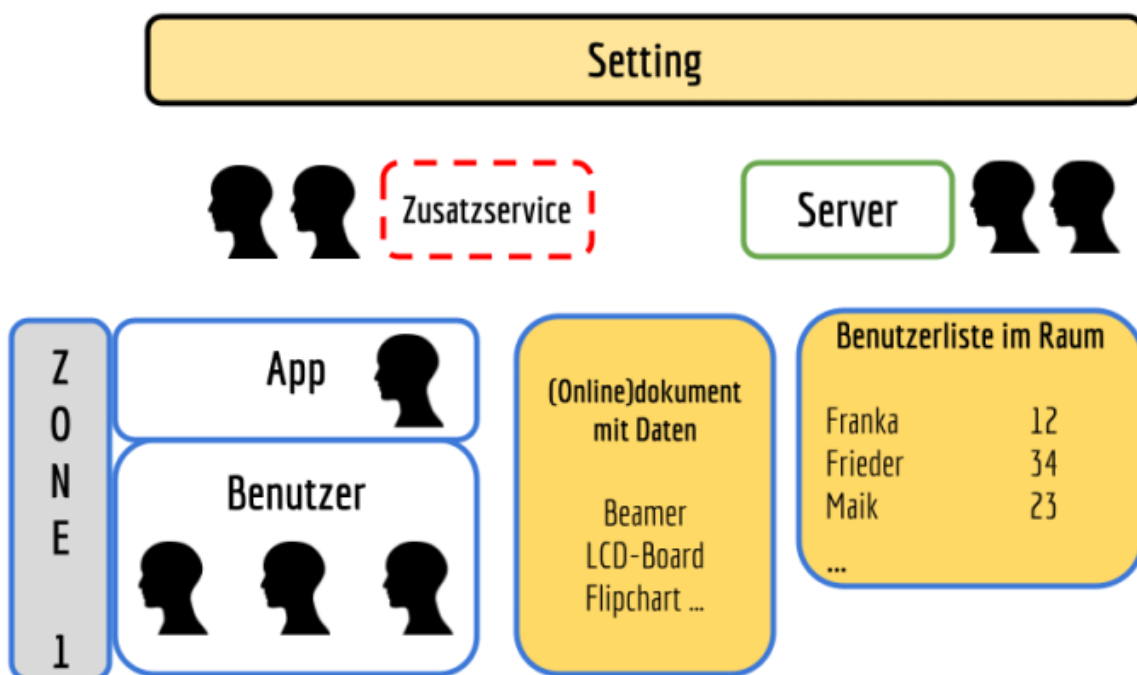 Setting
Zusatzservice
Server
ZONE 1
App
Benutzer
(Online)dokument
mit Daten
Beamer
LCD-Board
Flipchart ...
Benutzerliste im Raum
Franka 12
Frieder 34
Maik 23
...